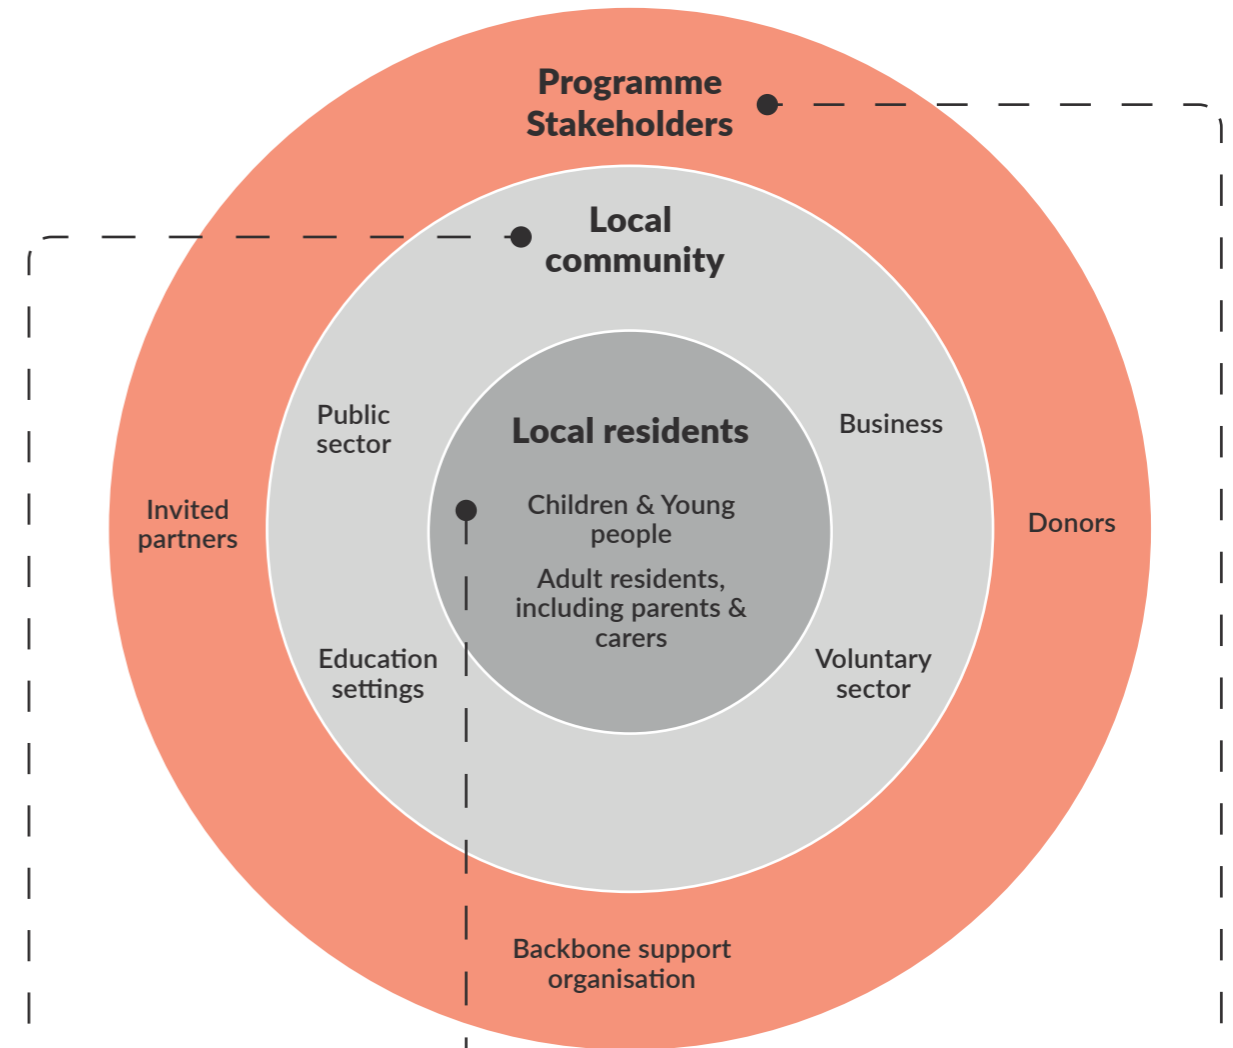 Programme
Stakeholders
Local
community
Public
sector
Business
Local residents
Invited
partners
Children & Young
people
Donors
Adult residents,
including parents &
carers
Education
settings
Voluntary
sector
Backbone support
organisation